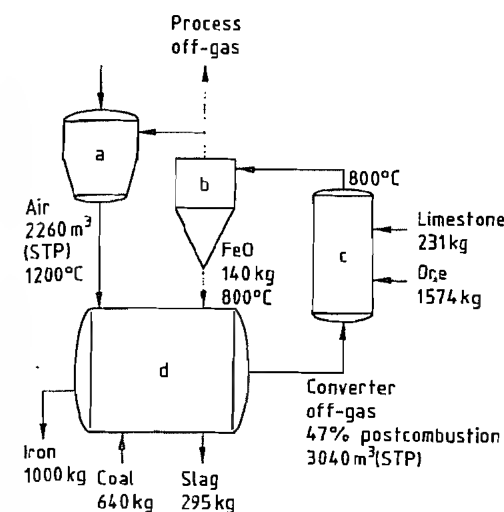 Process
off-gas
a
b
800°C
Air
2260 m³
(STP)
1200°C
FeO
140 kg
800°C
c
Limestone
231 kg
Ore
1574 kg
d
Converter
off-gas
47% postcombustion
3040 m³(STP)
Iron
1000 kg
Coal
640 kg
Slag
295 kg